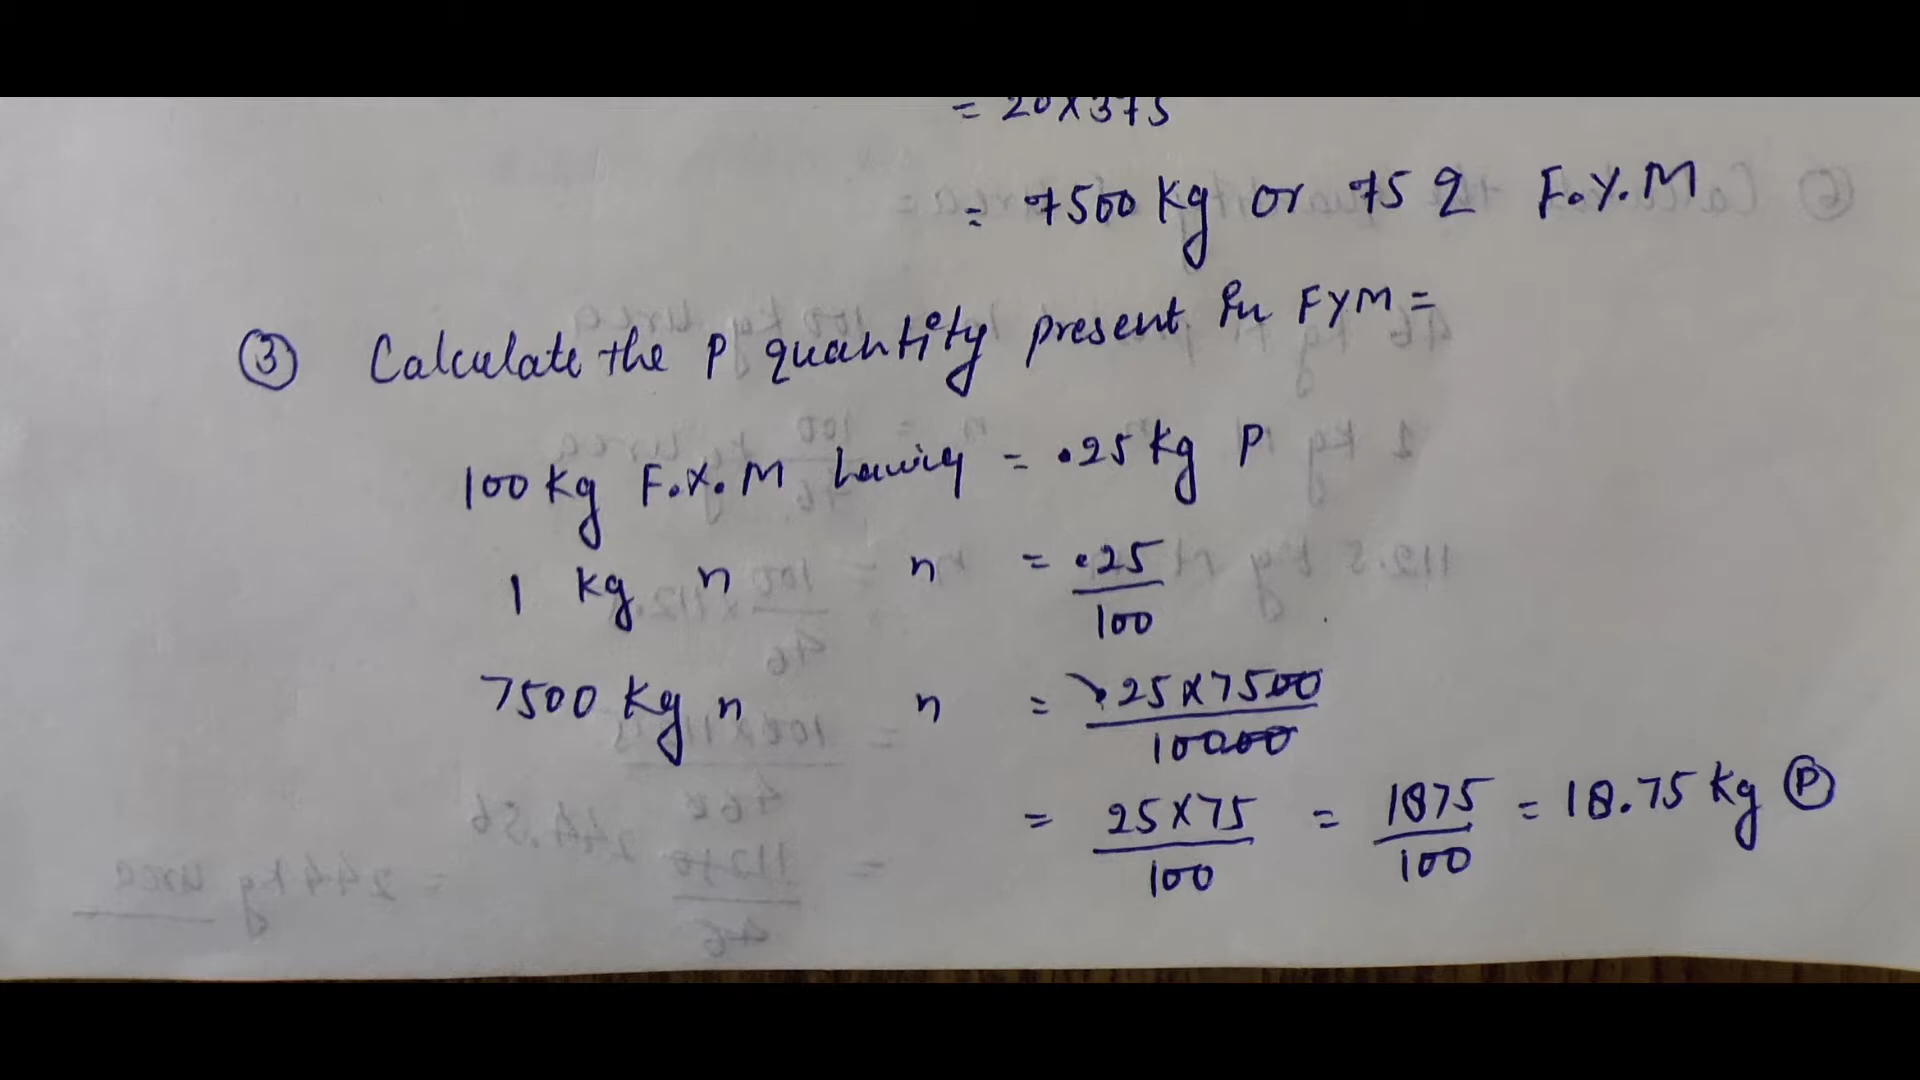 = 20×375
= 7500 kg or 75 Q F.Y.M
③ Calculate the P quantity present in FYM =
100 kg F.Y.M having = .25 kg P
1 kg n n = .25/100
7500 kg n n = .25×7500/10000
= 25×75/100 = 1875/100 = 18.75 kg Ⓟ